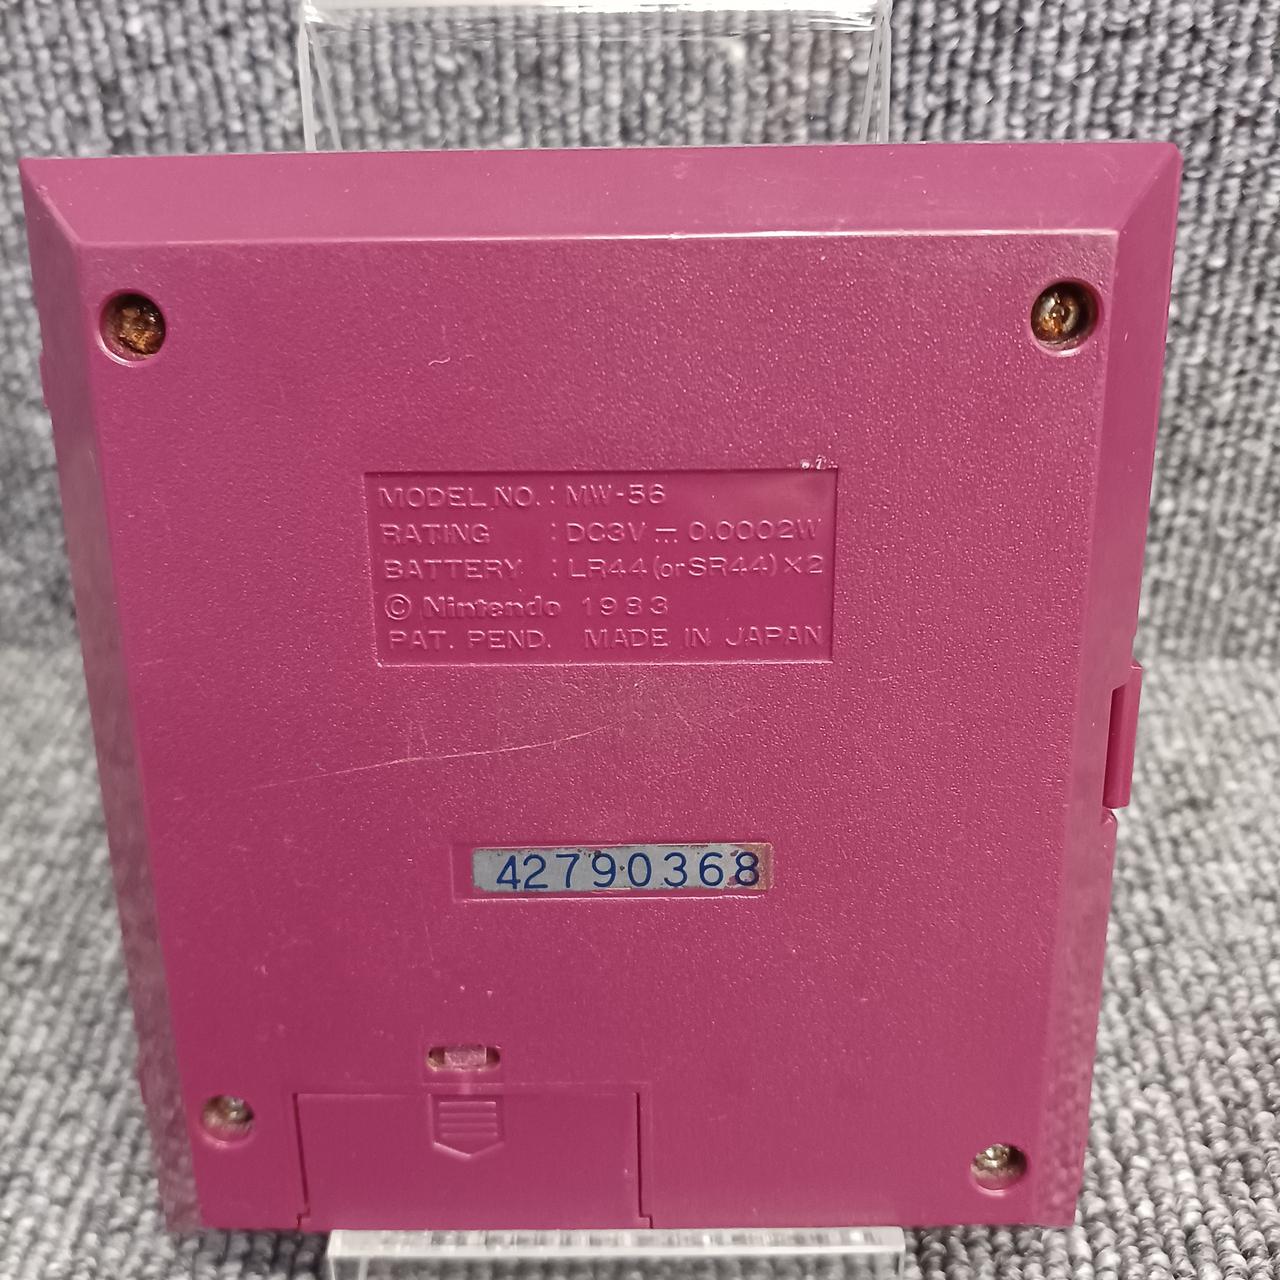 MODEL NO. : MW-56
RATING : DC3V ⎓ 0.0002W
BATTERY : LR44 (or SR44) X2
© Nintendo 1983
PAT. PEND. MADE IN JAPAN
42790368